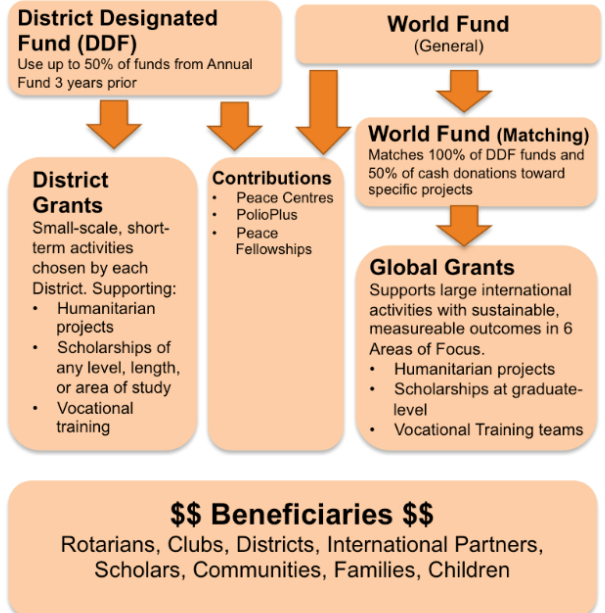 District Designated
Fund (DDF)
Use up to 50% of funds from Annual
Fund 3 years prior
World Fund
(General)
World Fund (Matching)
Matches 100% of DDF funds and
50% of cash donations toward
specific projects
District
Grants
Small-scale, short-
term activities
chosen by each
District. Supporting:
• Humanitarian
projects
• Scholarships of
any level, length,
or area of study
• Vocational
training
Contributions
• Peace Centres
• PolioPlus
• Peace
Fellowships
Global Grants
Supports large international
activities with sustainable,
measureable outcomes in 6
Areas of Focus.
• Humanitarian projects
• Scholarships at graduate-
level
• Vocational Training teams
$$ Beneficiaries $$
Rotarians, Clubs, Districts, International Partners,
Scholars, Communities, Families, Children